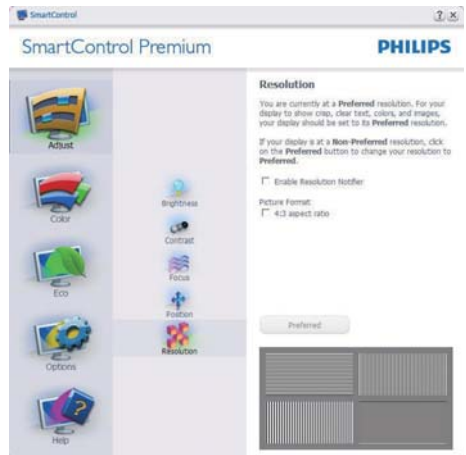 SmartControl
SmartControl Premium
PHILIPS
Adjust
Color
Eco
Options
Help
Brightness
Contrast
Focus
Position
Resolution
Resolution
You are currently at a Preferred resolution. For your
display to show crisp, clear text, colors, and images,
your display should be set to its Preferred resolution.
If your display is at a Non-Preferred resolution, click
on the Preferred button to change your resolution to
Preferred.
Enable Resolution Notifier
Picture Format:
4:3 aspect ratio
Preferred